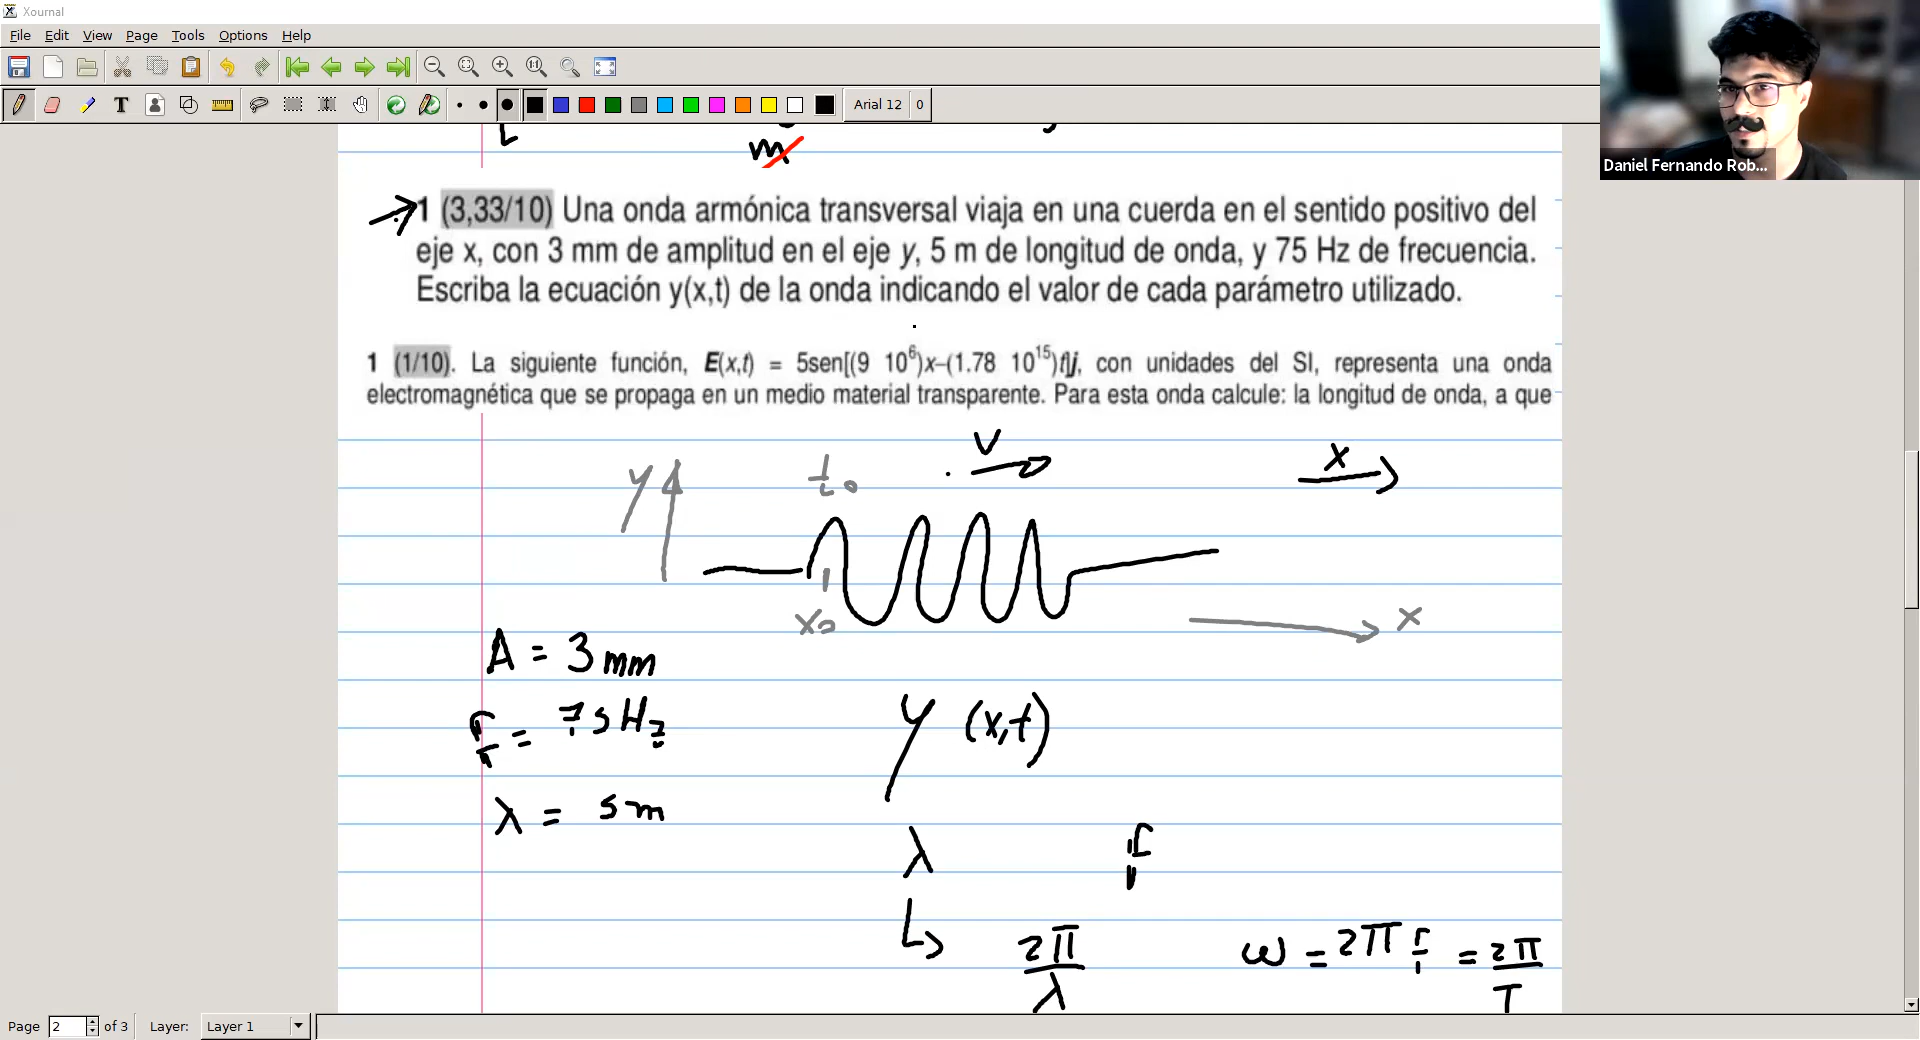 Xournal
File Edit View Page Tools Options Help
Arial 12 0
Daniel Fernando Rob...
m
1 (3,33/10) Una onda armónica transversal viaja en una cuerda en el sentido positivo del
eje x, con 3 mm de amplitud en el eje y, 5 m de longitud de onda, y 75 Hz de frecuencia.
Escriba la ecuación y(x,t) de la onda indicando el valor de cada parámetro utilizado.
1 (1/10). La siguiente función, E(x,t) = 5sen[(9 10⁶)x–(1.78 10¹⁵)t]j, con unidades del SI, representa una onda
electromagnética que se propaga en un medio material transparente. Para esta onda calcule: la longitud de onda, a que
v
x
y
t₀
x₀
x
A = 3 mm
f = 75 Hz
λ = 5 m
y (x,t)
λ
f
2π/λ
ω = 2π f = 2π/T
Page 2 of 3 Layer: Layer 1